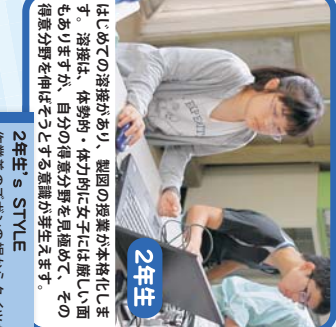 2年生
はじめての溶接があり、製図の授業が本格化しま
す。溶接は、体勢的・体力的に女子には厳しい面
もありますが、自分の得意分野を見極めて、その
得意分野を伸ばそうとする意識が芽生えます。
2年生's STYLE